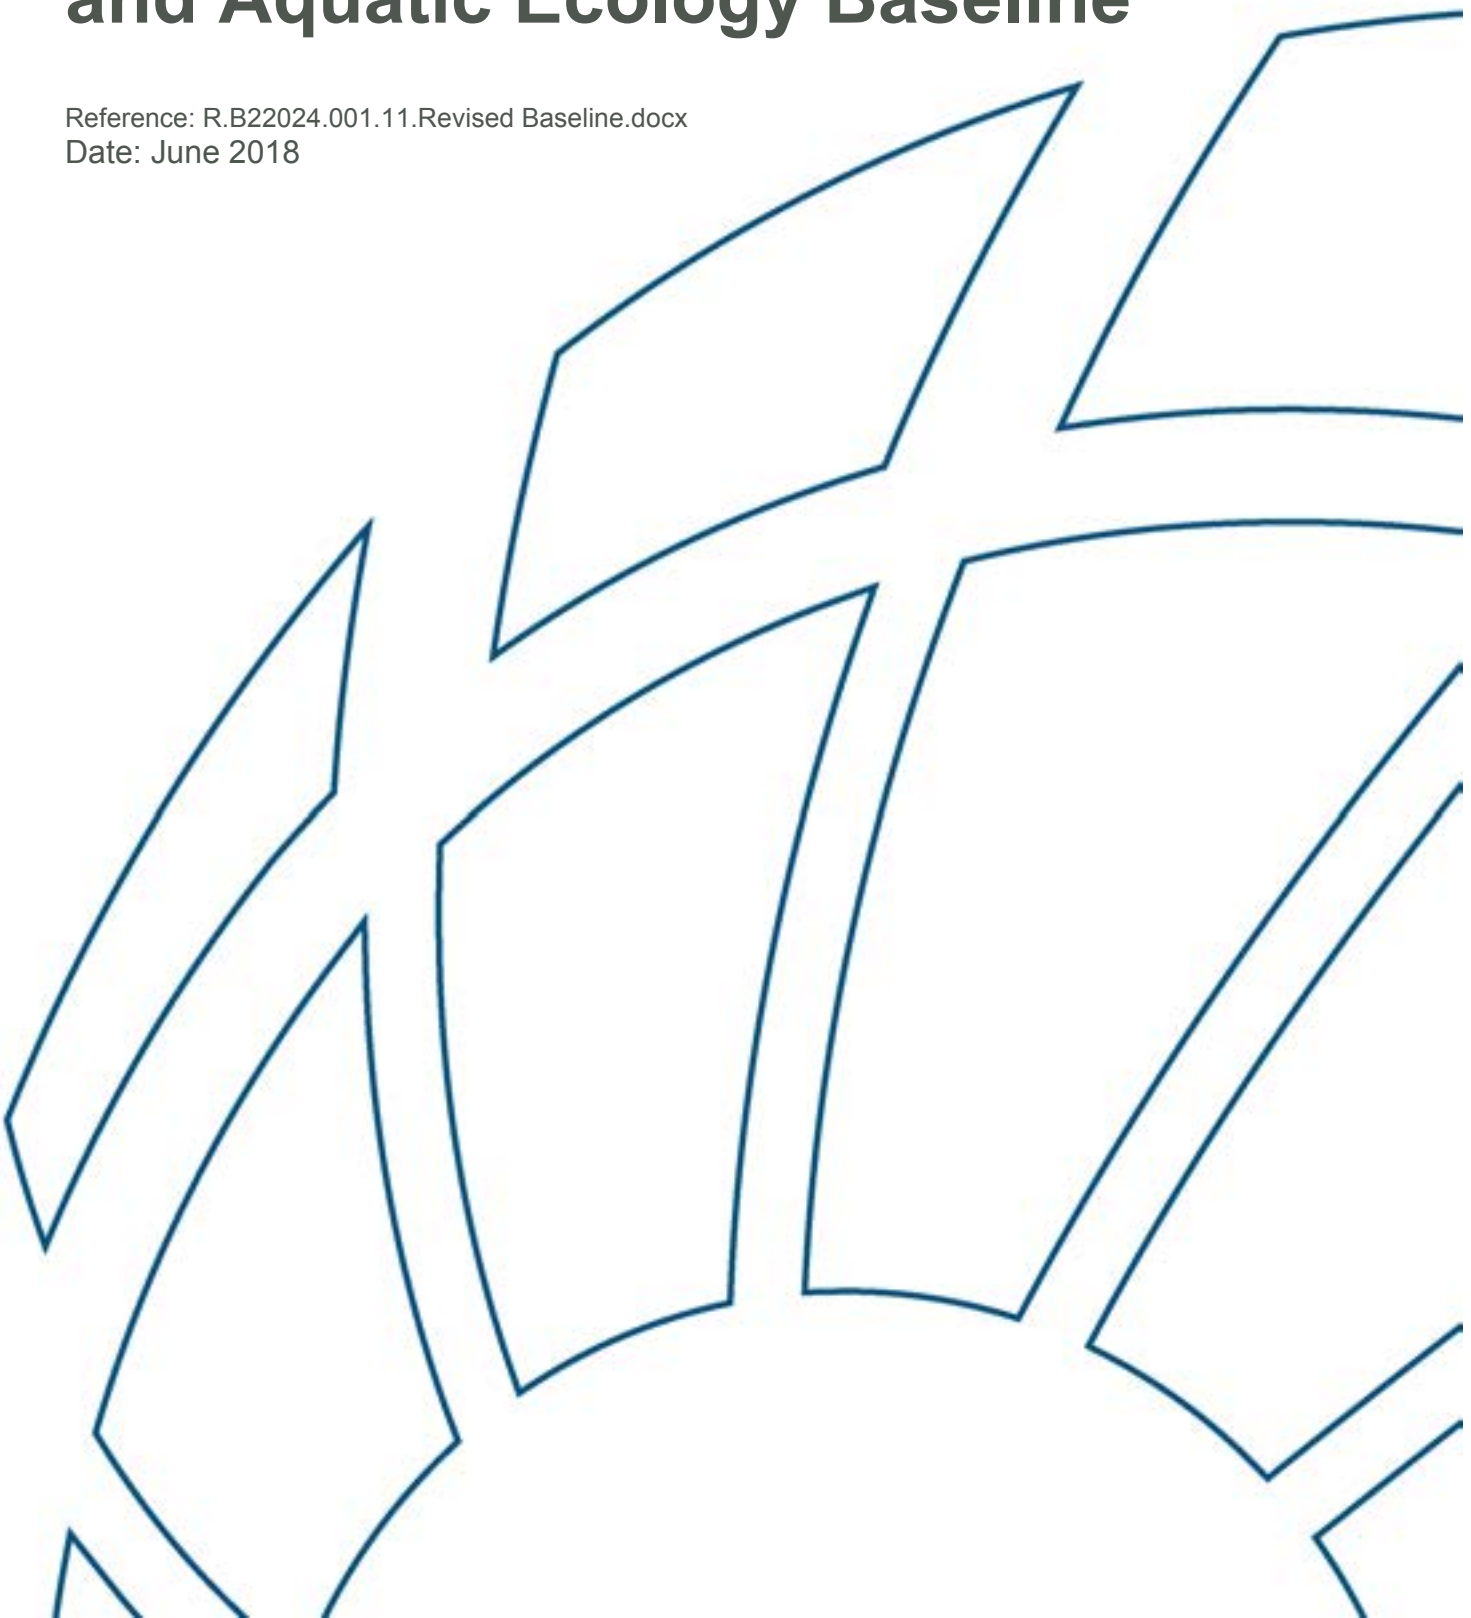 and Aquatic Ecology Baseline
Reference: R.B22024.001.11.Revised Baseline.docx
Date: June 2018